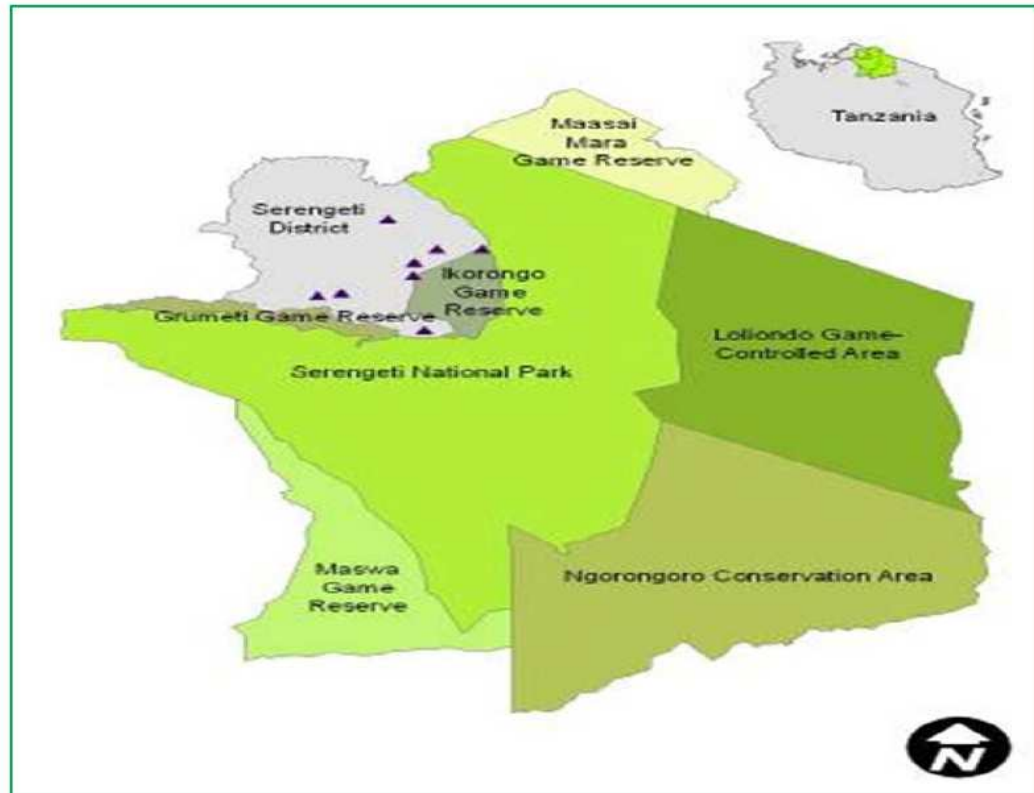 Maasai
Mara
Game Reserve
Tanzania
Serengeti
District
Ikorongo
Game
Reserve
Grumeti Game Reserve
Loliondo Game-
Controlled Area
Serengeti National Park
Maswa
Game
Reserve
Ngorongoro Conservation Area
N